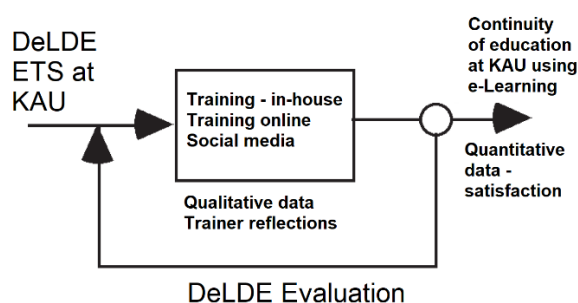 DeLDE
ETS at
KAU
Training - in-house
Training online
Social media
Qualitative data
Trainer reflections
Continuity
of education
at KAU using
e-Learning
Quantitative
data -
satisfaction
DeLDE Evaluation